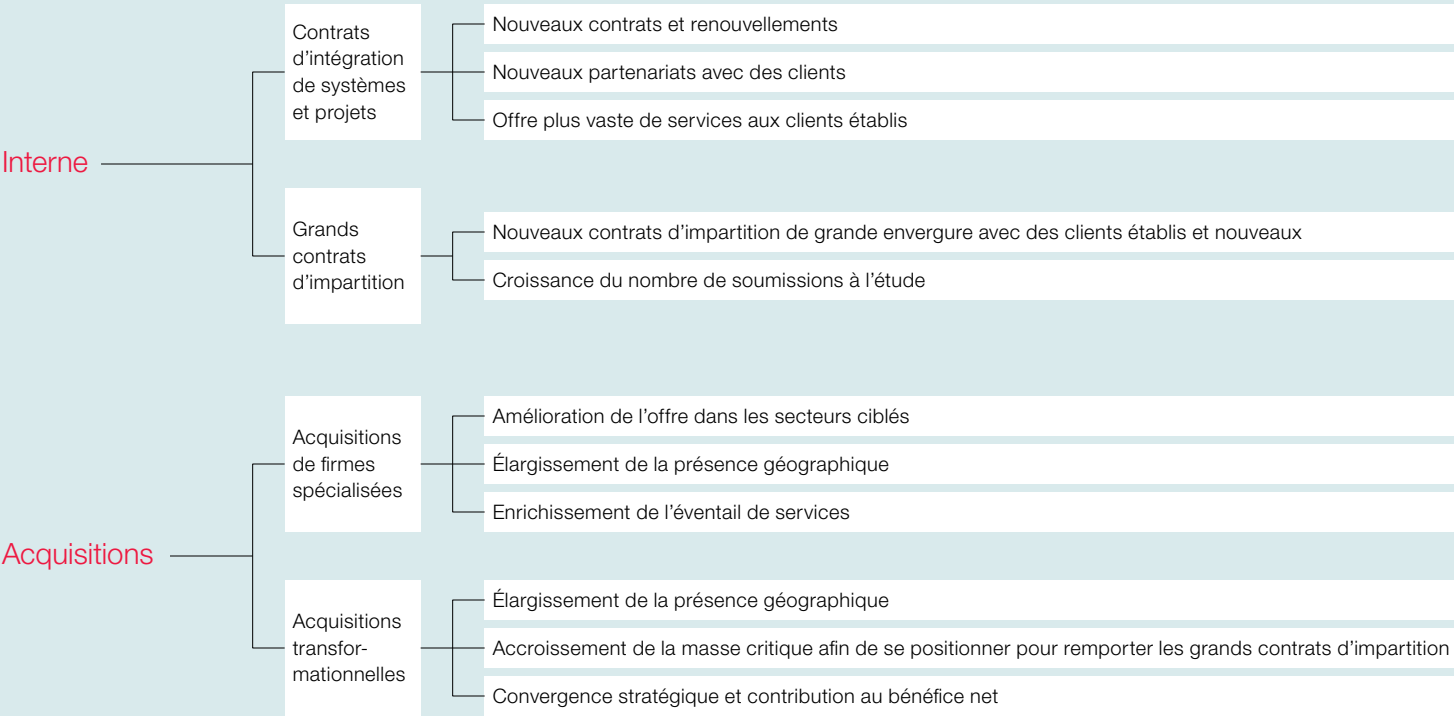 Interne
Contrats
d’intégration
de systèmes
et projets
Nouveaux contrats et renouvellements
Nouveaux partenariats avec des clients
Offre plus vaste de services aux clients établis
Grands
contrats
d’impartition
Nouveaux contrats d’impartition de grande envergure avec des clients établis et nouveaux
Croissance du nombre de soumissions à l’étude
Acquisitions
Acquisitions
de firmes
spécialisées
Amélioration de l’offre dans les secteurs ciblés
Élargissement de la présence géographique
Enrichissement de l’éventail de services
Acquisitions
transfor-
mationnelles
Élargissement de la présence géographique
Accroissement de la masse critique afin de se positionner pour remporter les grands contrats d’impartition
Convergence stratégique et contribution au bénéfice net